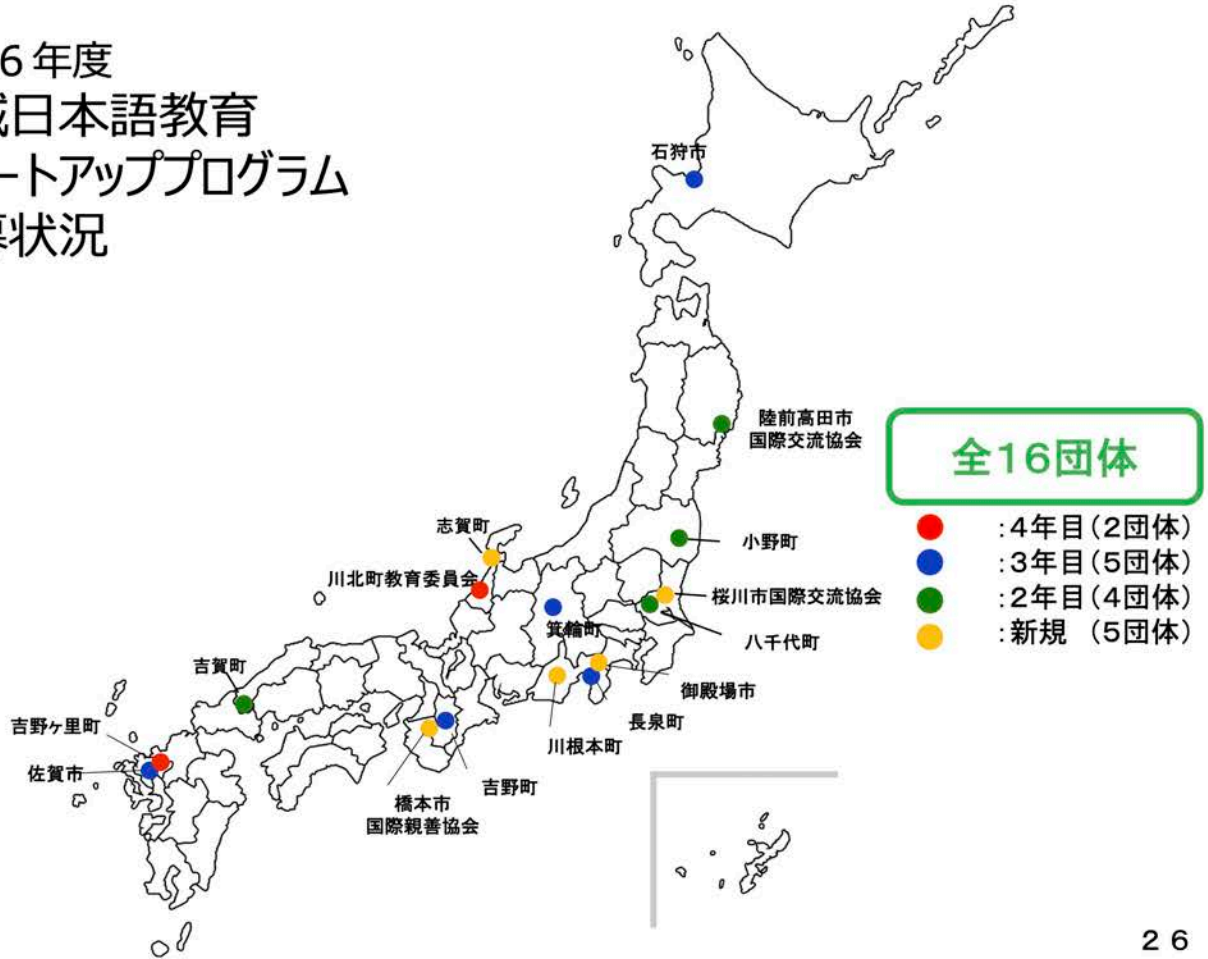 6年度
域日本語教育
ートアッププログラム
募状況
石狩市
陸前高田市
国際交流協会
全16団体
:4年目(2団体)
:3年目(5団体)
:2年目(4団体)
:新規 (5団体)
小野町
志賀町
川北町教育委員会
桜川市国際交流協会
箕輪町
八千代町
吉賀町
御殿場市
長泉町
吉野ヶ里町
川根本町
佐賀市
吉野町
橋本市
国際親善協会
26